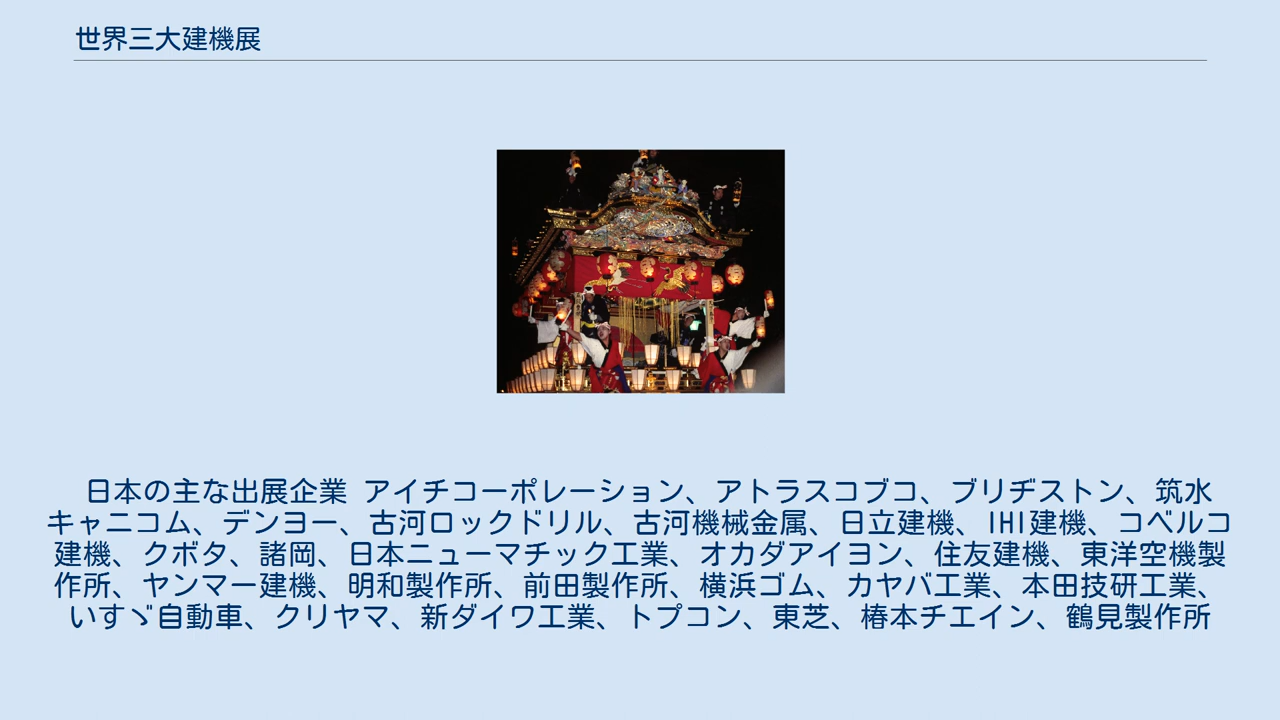 世界三大建機展
日本の主な出展企業 アイチコーポレーション、アトラスコブコ、ブリヂストン、筑水
キャニコム、デンヨー、古河ロックドリル、古河機械金属、日立建機、IHI建機、コベルコ
建機、クボタ、諸岡、日本ニューマチック工業、オカダアイヨン、住友建機、東洋空機製
作所、ヤンマー建機、明和製作所、前田製作所、横浜ゴム、カヤバ工業、本田技研工業、
いすゞ自動車、クリヤマ、新ダイワ工業、トプコン、東芝、椿本チエイン、鶴見製作所